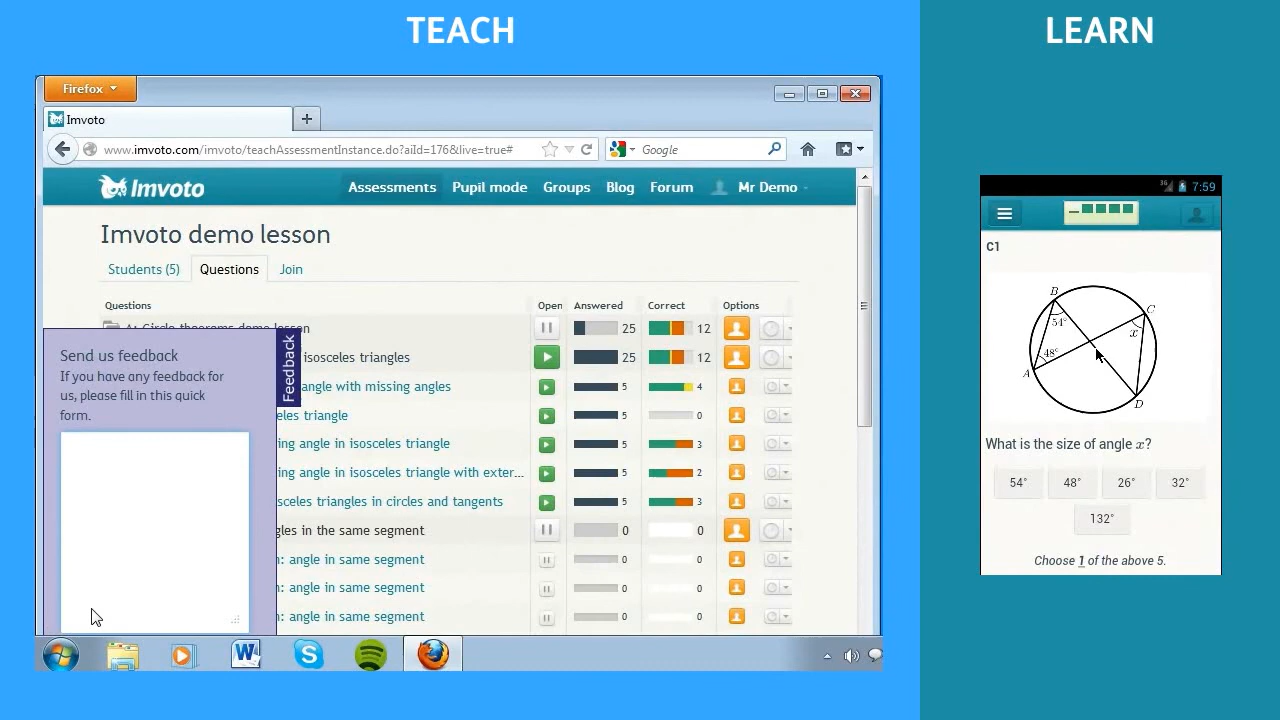 TEACH
LEARN
Firefox
Imvoto
www.imvoto.com/imvoto/teachAssessmentInstance.do?aiId=176&live=true#
Google
Imvoto
Assessments
Pupil mode
Groups
Blog
Forum
Mr Demo
Imvoto demo lesson
Students (5)
Questions
Join
Questions
Open
Answered
Correct
Options
A: Circle theorems demo lesson
25
12
isosceles triangles
25
12
angle with missing angles
5
4
eles triangle
5
0
ing angle in isosceles triangle
5
3
ing angle in isosceles triangle with exter...
5
2
sceles triangles in circles and tangents
5
3
gles in the same segment
0
0
n: angle in same segment
0
0
n: angle in same segment
0
0
n: angle in same segment
0
0
Feedback
Send us feedback
If you have any feedback for
us, please fill in this quick
form.
3G
7:59
C1
B
C
54°
x
48°
A
D
What is the size of angle x?
54°
48°
26°
32°
132°
Choose 1 of the above 5.